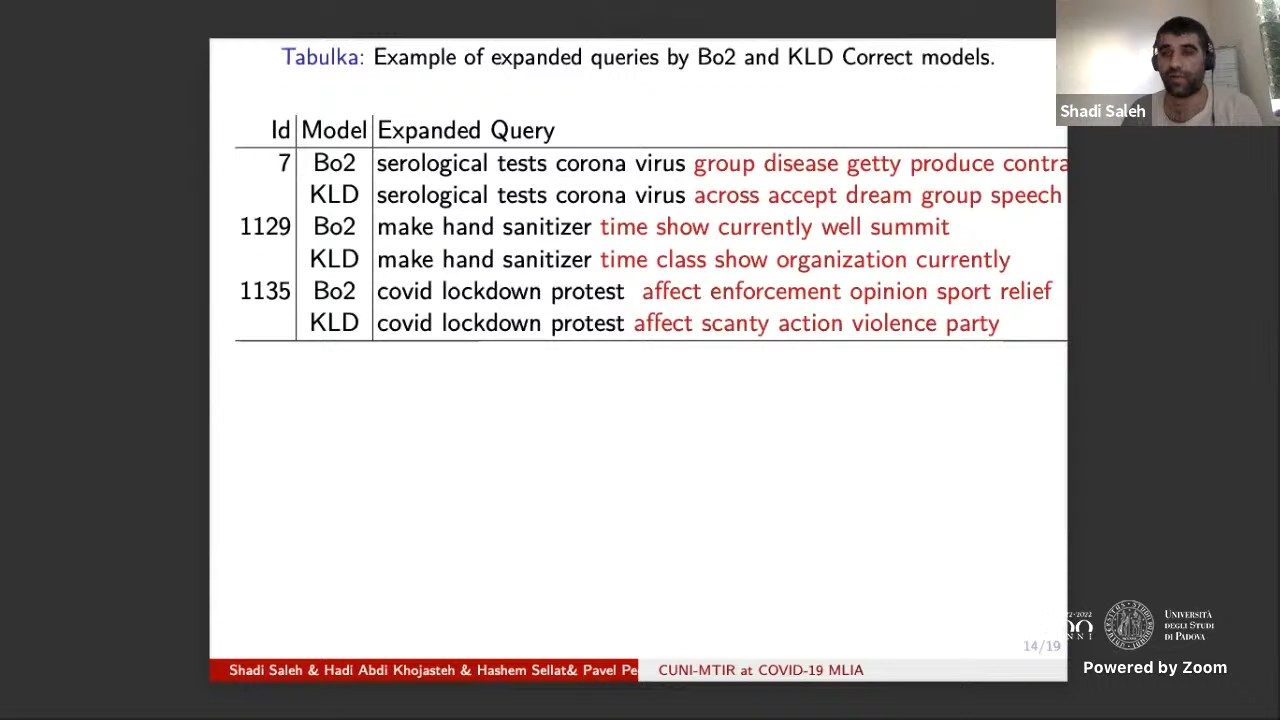 Tabulka: Example of expanded queries by Bo2 and KLD Correct models.
Id Model Expanded Query
7 Bo2 serological tests corona virus group disease getty produce contra
KLD serological tests corona virus across accept dream group speech
1129 Bo2 make hand sanitizer time show currently well summit
KLD make hand sanitizer time class show organization currently
1135 Bo2 covid lockdown protest affect enforcement opinion sport relief
KLD covid lockdown protest affect scanty action violence party
14/19
Shadi Saleh & Hadi Abdi Khojasteh & Hashem Sellat& Pavel Pe
CUNI-MTIR at COVID-19 MLIA
Shadi Saleh
UNIVERSITÀ
DEGLI STUDI
DI PADOVA
Powered by Zoom